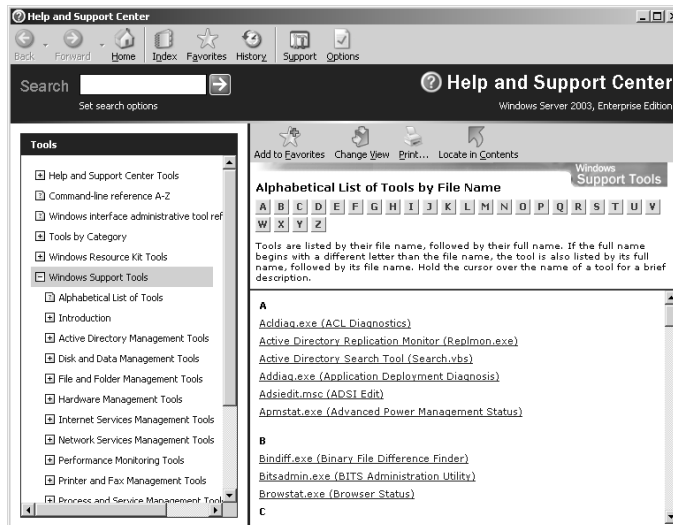 Help and Support Center
Back Forward Home Index Favorites History Support Options
Search
Set search options
Help and Support Center
Windows Server 2003, Enterprise Edition
Tools
Help and Support Center Tools
Command-line reference A-Z
Windows interface administrative tool ref
Tools by Category
Windows Resource Kit Tools
Windows Support Tools
Alphabetical List of Tools
Introduction
Active Directory Management Tools
Disk and Data Management Tools
File and Folder Management Tools
Hardware Management Tools
Internet Services Management Tools
Network Services Management Tools
Performance Monitoring Tools
Printer and Fax Management Tools
Process and Service Management Tool
Add to Favorites Change View Print... Locate in Contents
Windows
Support Tools
Alphabetical List of Tools by File Name
A B C D E F G H I J K L M N O P Q R S T U V
W X Y Z
Tools are listed by their file name, followed by their full name. If the full name
begins with a different letter than the file name, the tool is also listed by its full
name, followed by its file name. Hold the cursor over the name of a tool for a brief
description.
A
Acldiag.exe (ACL Diagnostics)
Active Directory Replication Monitor (Replmon.exe)
Active Directory Search Tool (Search.vbs)
Addiag.exe (Application Deployment Diagnosis)
Adsiedit.msc (ADSI Edit)
Apmstat.exe (Advanced Power Management Status)
B
Bindiff.exe (Binary File Difference Finder)
Bitsadmin.exe (BITS Administration Utility)
Browstat.exe (Browser Status)
C